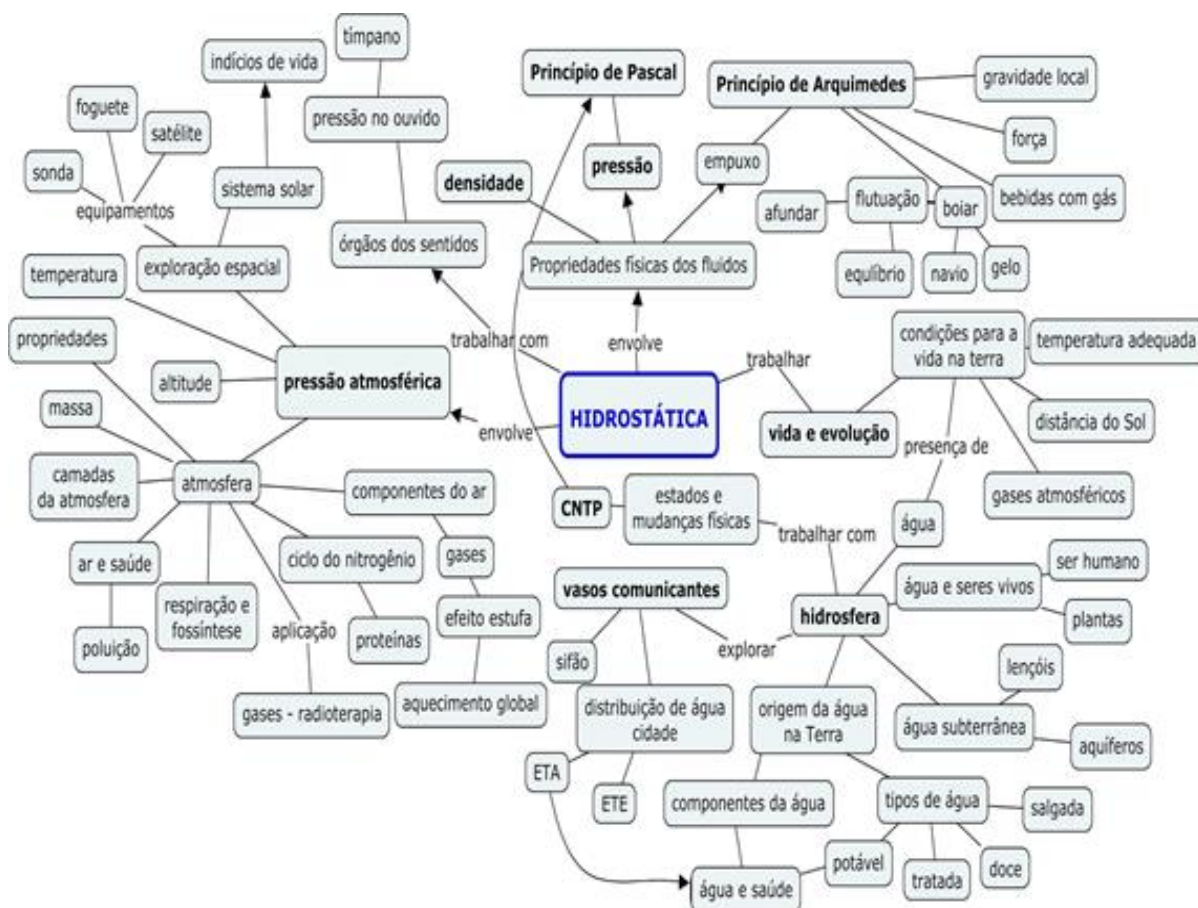 tímpano
indícios de vida
Princípio de Pascal
Princípio de Arquimedes
gravidade local
foguete
satélite
pressão no ouvido
força
sonda
equipamentos
sistema solar
densidade
pressão
empuxo
bebidas com gás
afundar
flutuação
boiar
órgãos dos sentidos
temperatura
exploração espacial
Propriedades físicas dos fluidos
equlíbrio
navio
gelo
propriedades
trabalhar com
envolve
trabalhar
condições para a
vida na terra
temperatura adequada
altitude
pressão atmosférica
massa
HIDROSTÁTICA
envolve
vida e evolução
distância do Sol
presença de
camadas
da atmosfera
atmosfera
componentes do ar
CNTP
estados e
mudanças físicas
trabalhar com
água
gases atmosféricos
ar e saúde
ciclo do nitrogênio
gases
vasos comunicantes
hidrosfera
água e seres vivos
ser humano
plantas
respiração e
fossíntese
aplicação
proteínas
efeito estufa
poluição
sifão
explorar
lençóis
gases - radioterapia
aquecimento global
distribuição de água
cidade
origem da água
na Terra
água subterrânea
aquíferos
ETA
ETE
componentes da água
tipos de água
salgada
água e saúde
potável
tratada
doce